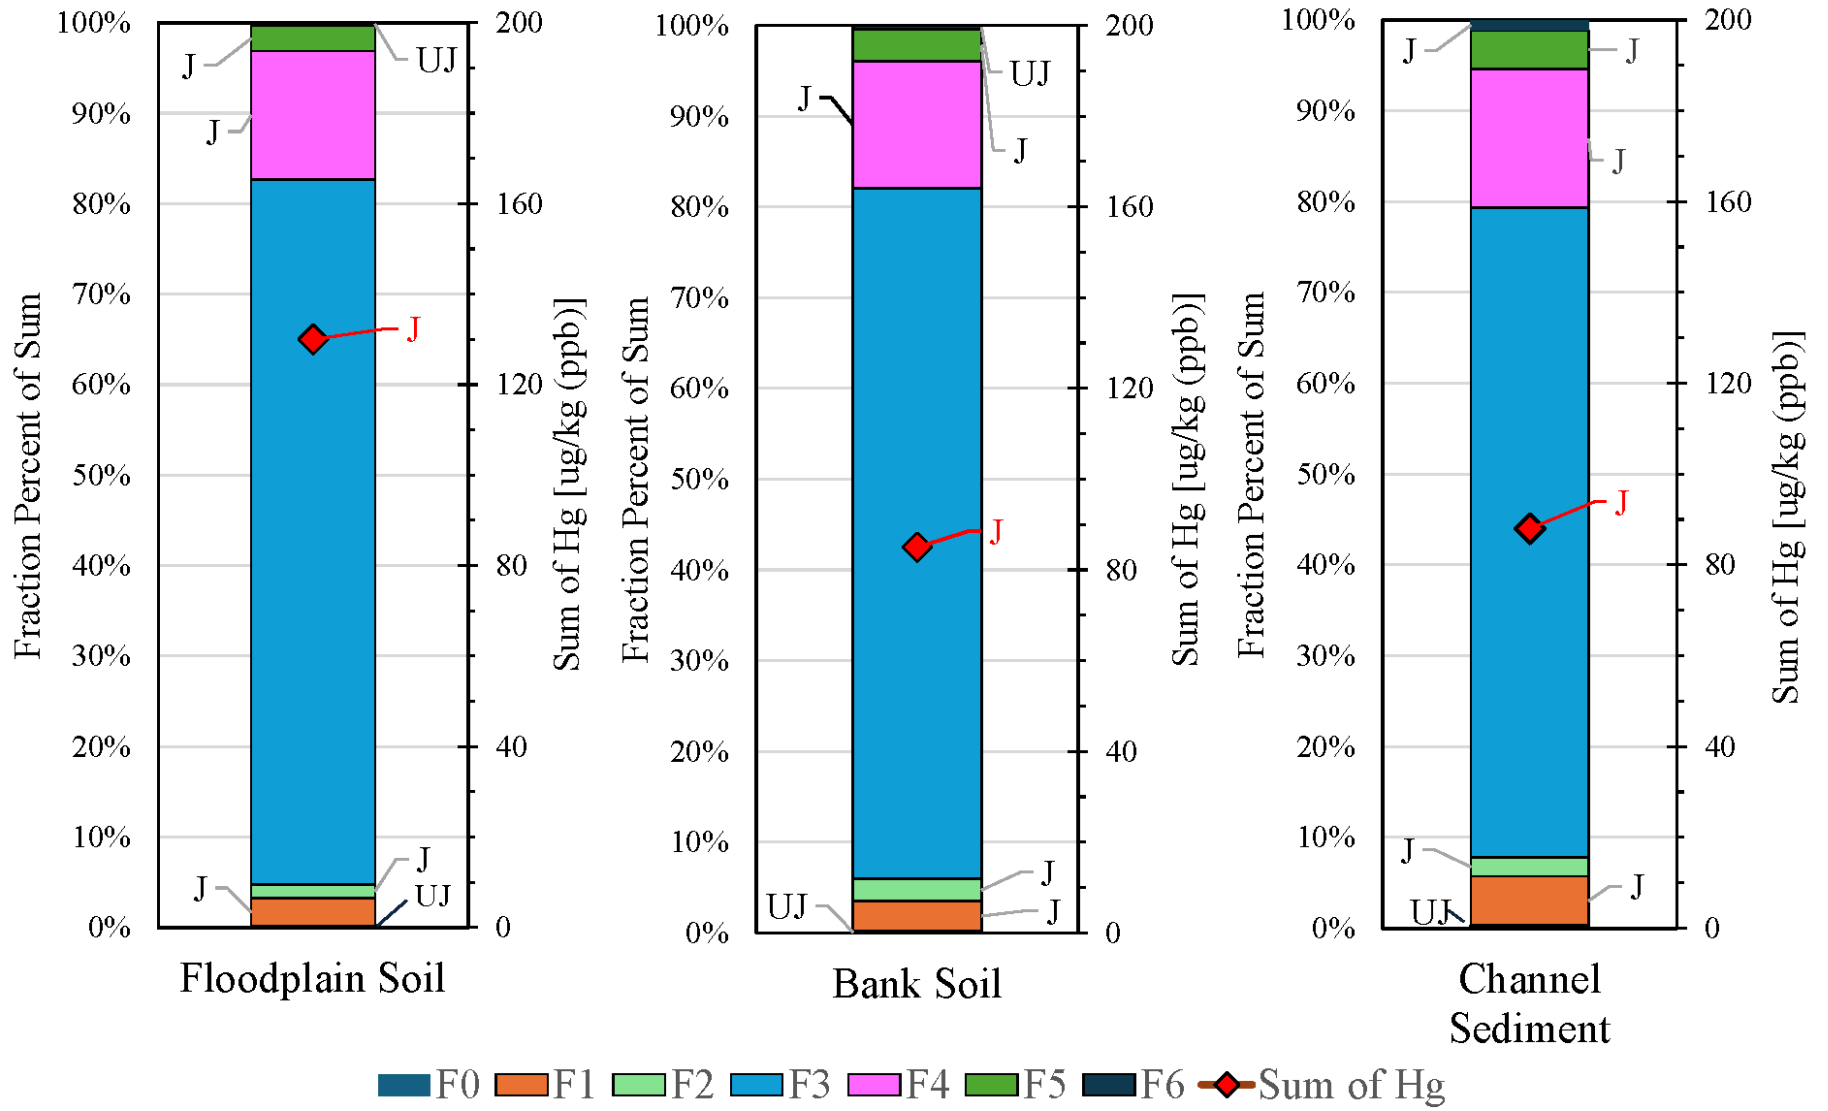 Fraction Percent of Sum
100%
90%
80%
70%
60%
50%
40%
30%
20%
10%
0%
J
UJ
J
J
J
J
UJ
200
160
120
80
40
0
Sum of Hg [ug/kg (ppb)]
Floodplain Soil
Fraction Percent of Sum
100%
90%
80%
70%
60%
50%
40%
30%
20%
10%
0%
UJ
J
J
J
J
UJ
J
200
160
120
80
40
0
Sum of Hg [ug/kg (ppb)]
Bank Soil
Fraction Percent of Sum
100%
90%
80%
70%
60%
50%
40%
30%
20%
10%
0%
J
J
J
J
J
J
UJ
200
160
120
80
40
0
Sum of Hg [ug/kg (ppb)]
Channel
Sediment
F0 F1 F2 F3 F4 F5 F6 Sum of Hg